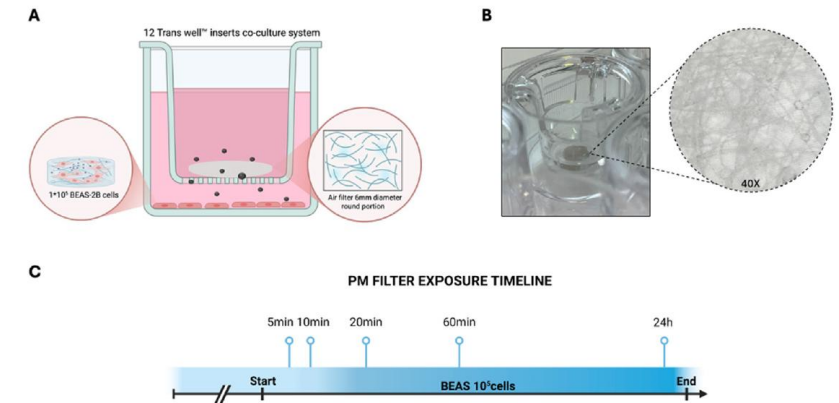 A
B
12 Trans well™ inserts co-culture system
1*10⁵ BEAS-2B cells
Air filter 6mm diameter
round portion
40X
C
PM FILTER EXPOSURE TIMELINE
5min 10min 20min 60min 24h
Start End
BEAS 10⁵cells